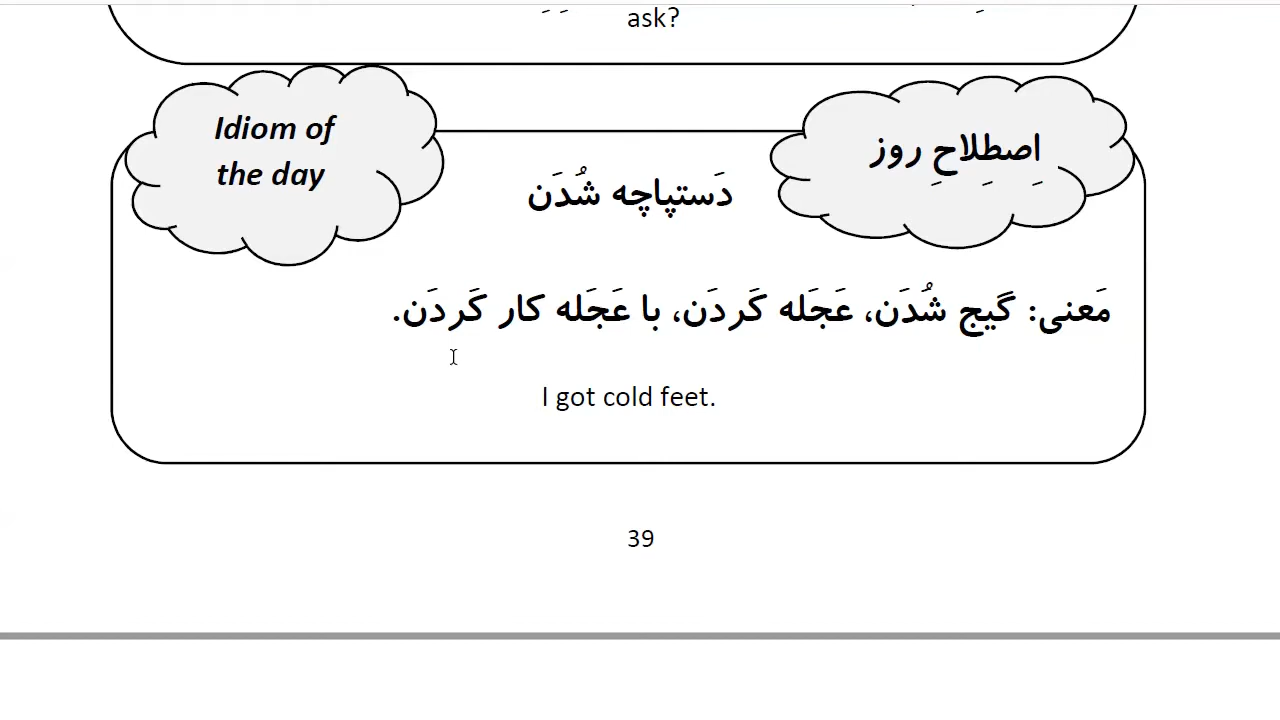 ask?
Idiom of
the day
اصطلاحِ روز
دَستپاچه شُدَن
مَعنی: گیج شُدَن، عَجَله کَردَن، با عَجَله کار کَردَن.
I got cold feet.
39